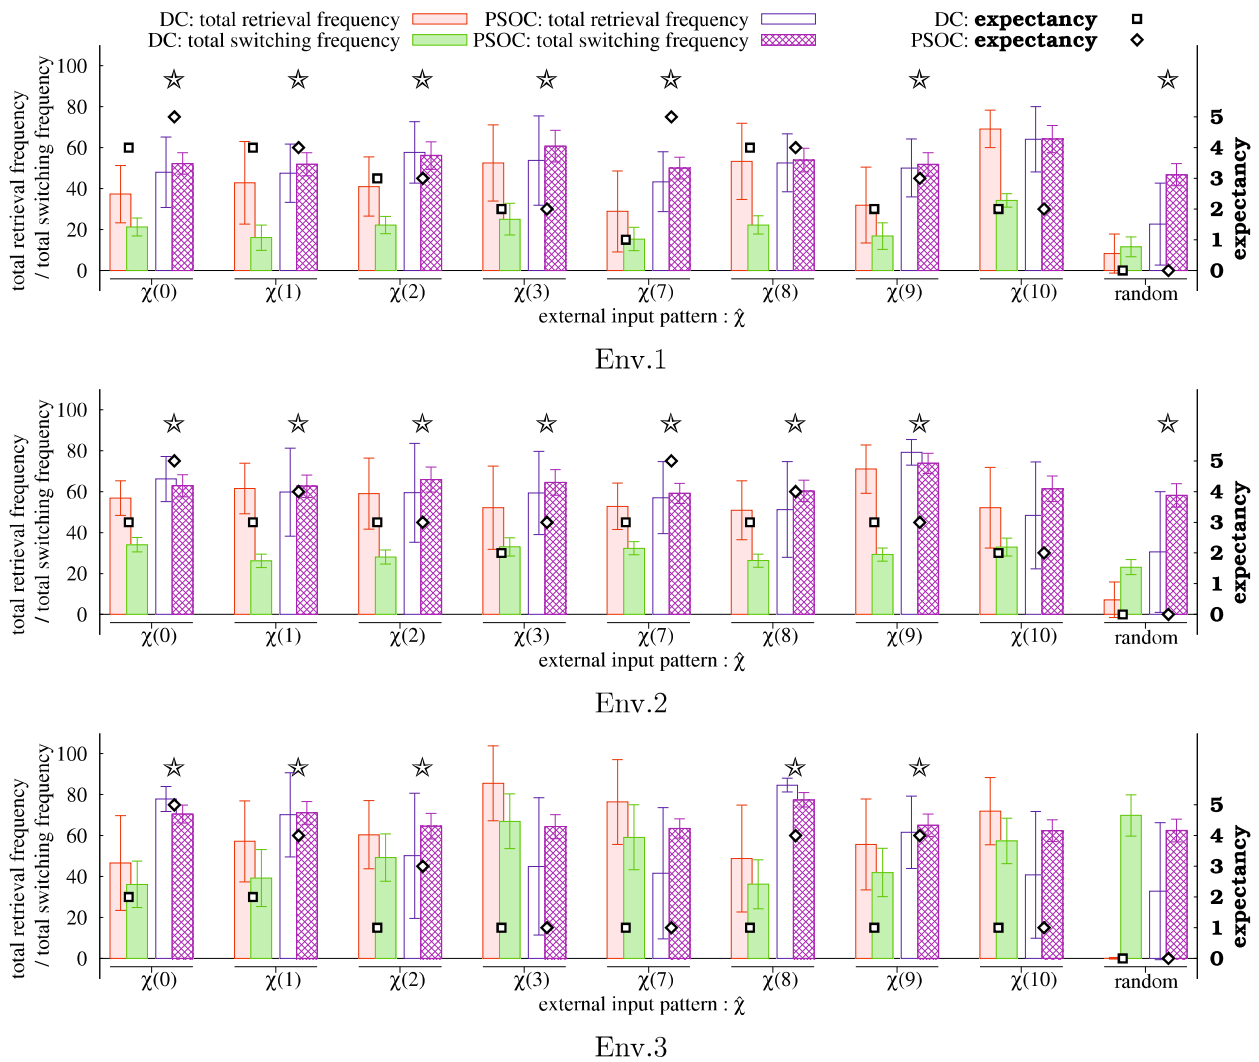 DC: total retrieval frequency PSOC: total retrieval frequency DC: expectancy
DC: total switching frequency PSOC: total switching frequency PSOC: expectancy
total retrieval frequency
/ total switching frequency
100
80
60
40
20
0
5
4
3
2
1
0
expectancy
χ(0) χ(1) χ(2) χ(3) χ(7) χ(8) χ(9) χ(10) random
external input pattern : χ̂
Env.1
total retrieval frequency
/ total switching frequency
100
80
60
40
20
0
5
4
3
2
1
0
expectancy
χ(0) χ(1) χ(2) χ(3) χ(7) χ(8) χ(9) χ(10) random
external input pattern : χ̂
Env.2
total retrieval frequency
/ total switching frequency
100
80
60
40
20
0
5
4
3
2
1
0
expectancy
χ(0) χ(1) χ(2) χ(3) χ(7) χ(8) χ(9) χ(10) random
external input pattern : χ̂
Env.3